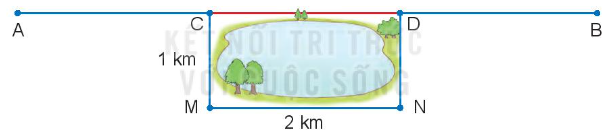 A C D B
KẾT NỐI TRI THỨC
1 km
VỚI CUỘC SỐNG
M N
2 km